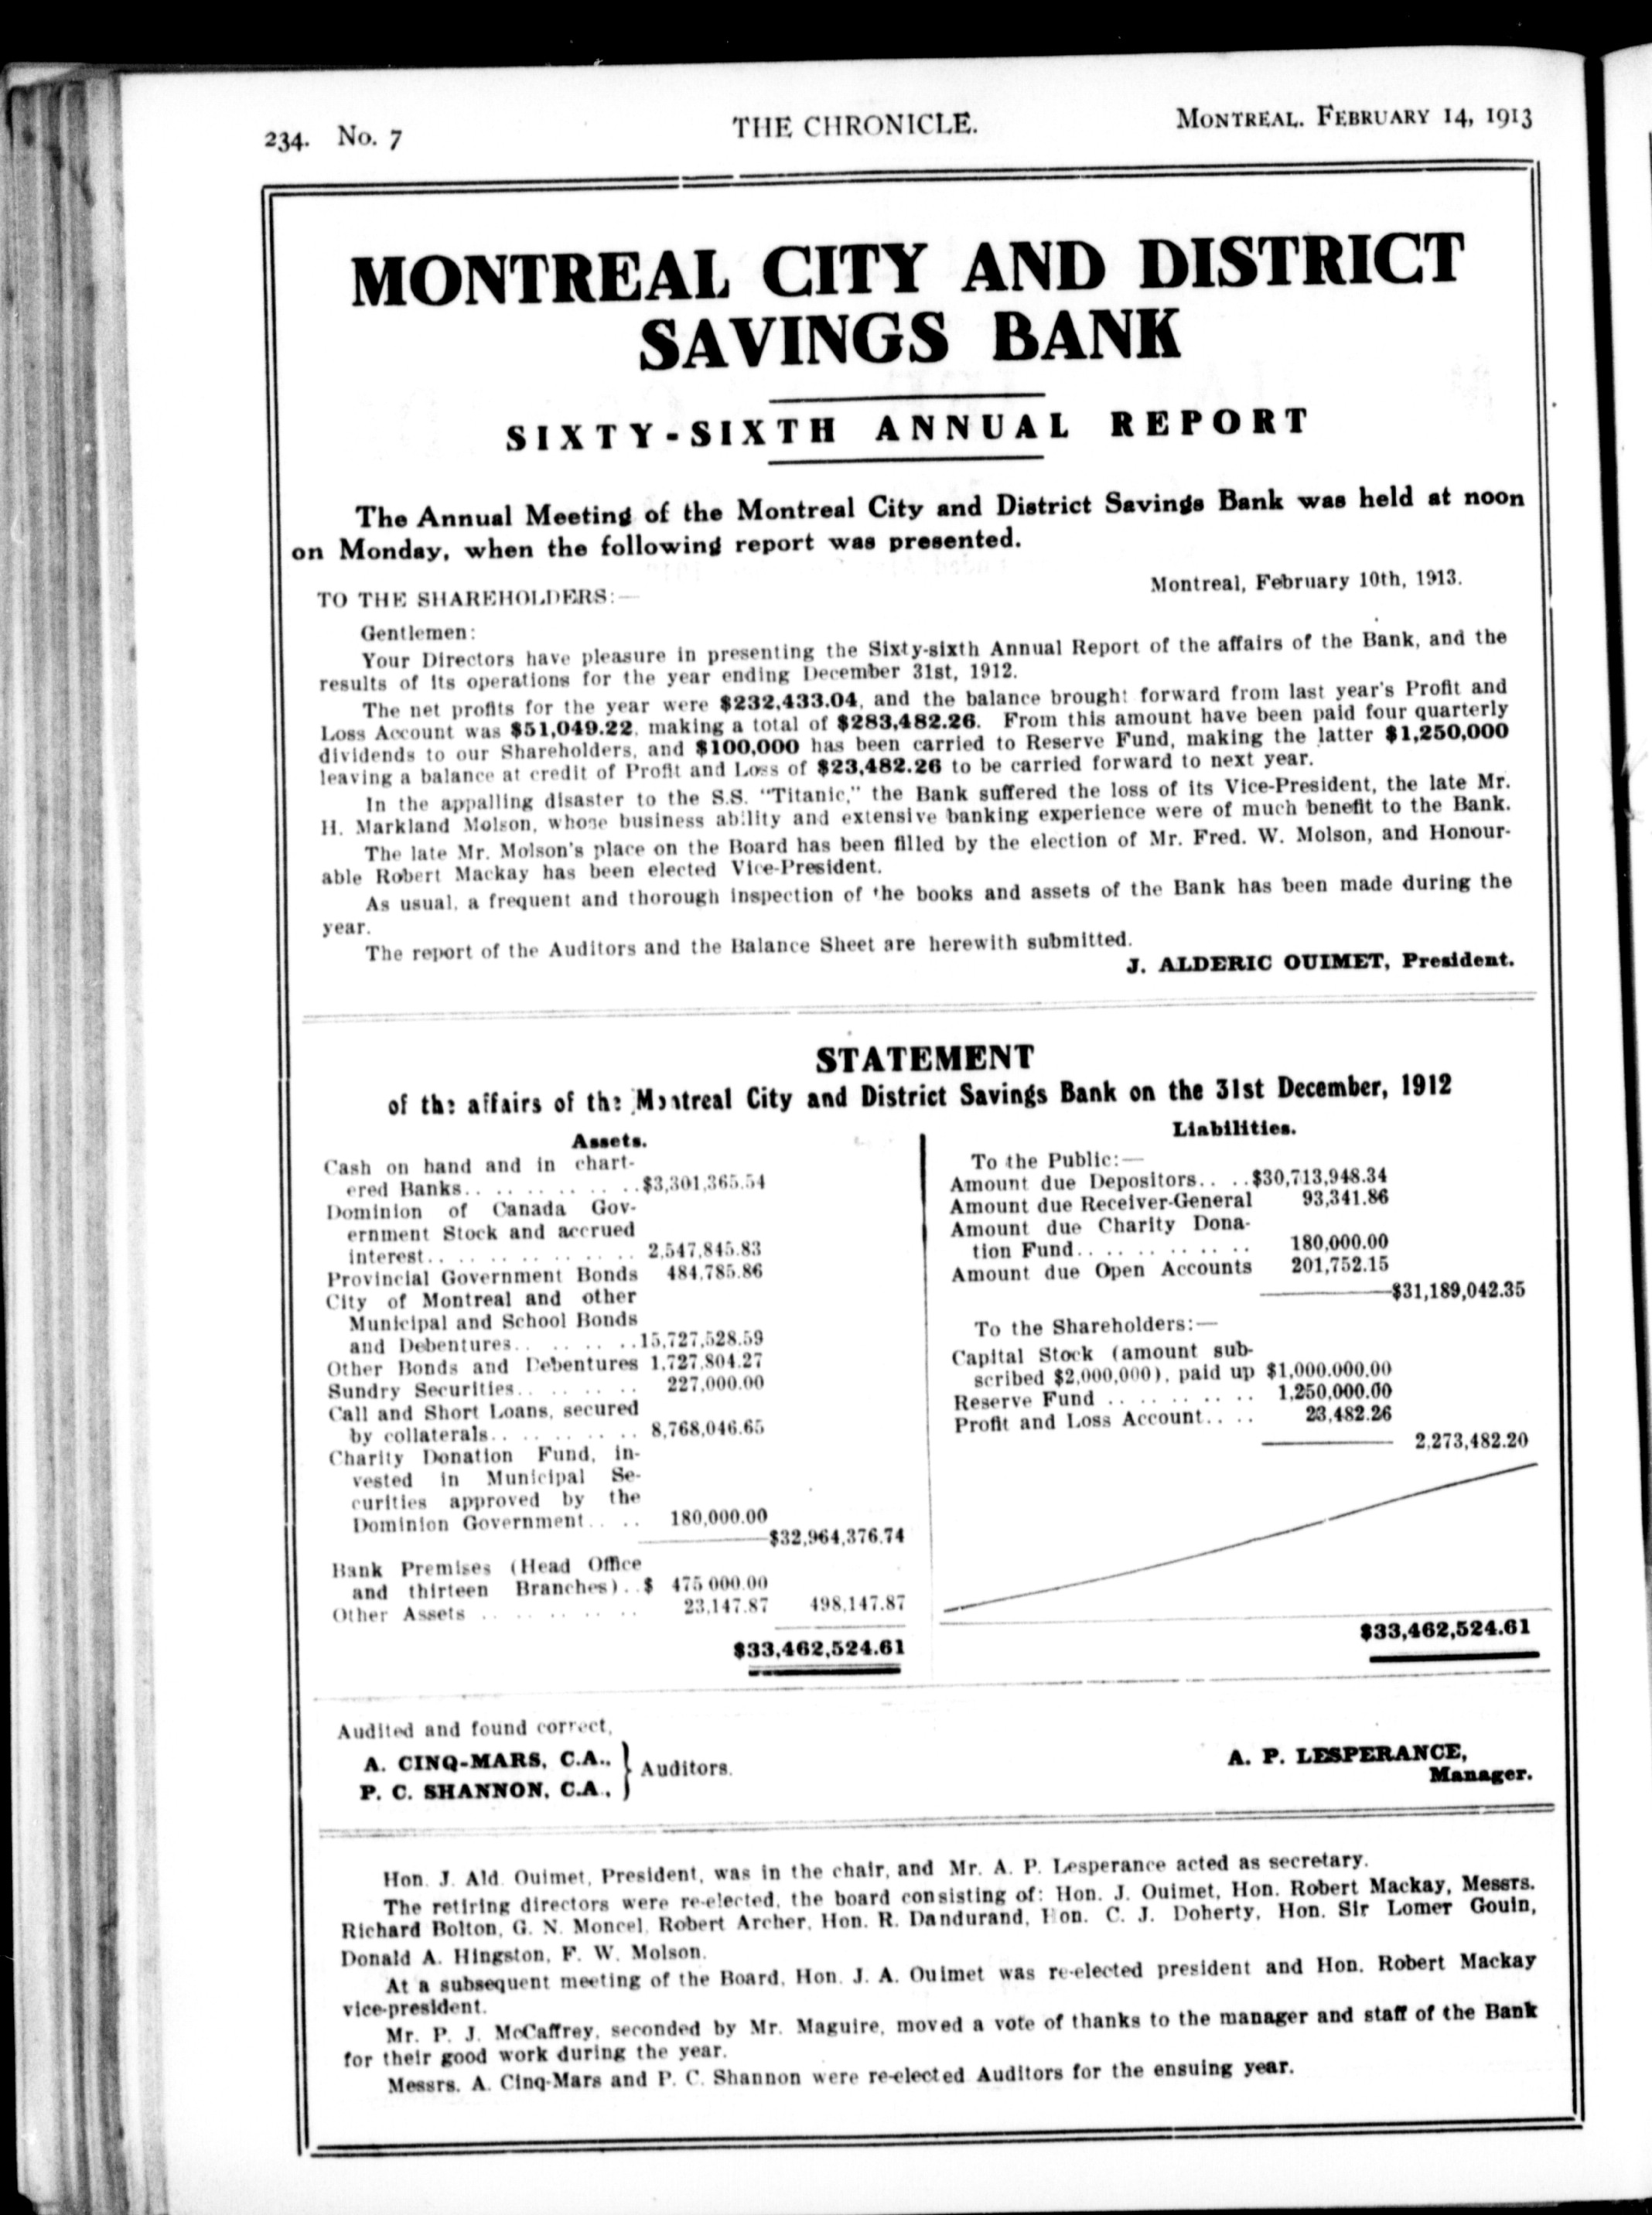 234. No. 7 THE CHRONICLE. MONTREAL. FEBRUARY 14, 1913
MONTREAL CITY AND DISTRICT
SAVINGS BANK
SIXTY-SIXTH ANNUAL REPORT
The Annual Meeting of the Montreal City and District Savings Bank was held at noon
on Monday, when the following report was presented.
Montreal, February 10th, 1913.
TO THE SHAREHOLDERS:—
Gentlemen:
Your Directors have pleasure in presenting the Sixty-sixth Annual Report of the affairs of the Bank, and the
results of its operations for the year ending December 31st, 1912.
The net profits for the year were $232,433.04, and the balance brought forward from last year's Profit and
Loss Account was $51,049.22, making a total of $283,482.26. From this amount have been paid four quarterly
dividends to our Shareholders, and $100,000 has been carried to Reserve Fund, making the latter $1,250,000
leaving a balance at credit of Profit and Loss of $23,482.26 to be carried forward to next year.
In the appalling disaster to the S.S. "Titanic," the Bank suffered the loss of its Vice-President, the late Mr.
H. Markland Molson, whose business ability and extensive banking experience were of much benefit to the Bank.
The late Mr. Molson's place on the Board has been filled by the election of Mr. Fred. W. Molson, and Honour-
able Robert Mackay has been elected Vice-President.
As usual, a frequent and thorough inspection of the books and assets of the Bank has been made during the
year.
The report of the Auditors and the Balance Sheet are herewith submitted.
J. ALDERIC OUIMET, President.
STATEMENT
of the affairs of the Montreal City and District Savings Bank on the 31st December, 1912
Assets.
Cash on hand and in chart-
ered Banks.. .. .. .. .. ..$3,301,365.54
Dominion of Canada Gov-
ernment Stock and accrued
interest.. .. .. .. .. .. .. 2,547,845.83
Provincial Government Bonds 484,785.86
City of Montreal and other
Municipal and School Bonds
and Debentures.. .. .. ..15,727,528.59
Other Bonds and Debentures 1,727,804.27
Sundry Securities.. .. .. .. 227,000.00
Call and Short Loans, secured
by collaterals.. .. .. .. .. 8,768,046.65
Charity Donation Fund, in-
vested in Municipal Se-
curities approved by the
Dominion Government.. .. 180,000.00
$32,964,376.74
Bank Premises (Head Office
and thirteen Branches)..$ 475 000.00
Other Assets .. .. .. .. .. 23,147.87 498,147.87
$33,462,524.61
Liabilities.
To the Public:—
Amount due Depositors.. ..$30,713,948.34
Amount due Receiver-General 93,341.86
Amount due Charity Dona-
tion Fund.. .. .. .. .. .. 180,000.00
Amount due Open Accounts 201,752.15
$31,189,042.35
To the Shareholders:—
Capital Stock (amount sub-
scribed $2,000,000), paid up $1,000.000.00
Reserve Fund .. .. .. .. .. 1,250,000.00
Profit and Loss Account.. .. 23,482.26
2,273,482.20
$33,462,524.61
Audited and found correct,
A. CINQ-MARS, C.A.,
P. C. SHANNON, C.A., } Auditors.
A. P. LESPERANCE,
Manager.
Hon. J. Ald. Ouimet, President, was in the chair, and Mr. A. P. Lesperance acted as secretary.
The retiring directors were re-elected, the board consisting of: Hon. J. Ouimet, Hon. Robert Mackay, Messrs.
Richard Bolton, G. N. Moncel, Robert Archer, Hon. R. Dandurand, Hon. C. J. Doherty, Hon. Sir Lomer Gouin,
Donald A. Hingston, F. W. Molson.
At a subsequent meeting of the Board, Hon. J. A. Ouimet was re-elected president and Hon. Robert Mackay
vice-president.
Mr. P. J. McCaffrey, seconded by Mr. Maguire, moved a vote of thanks to the manager and staff of the Bank
for their good work during the year.
Messrs. A. Cinq-Mars and P. C. Shannon were re-elected Auditors for the ensuing year.